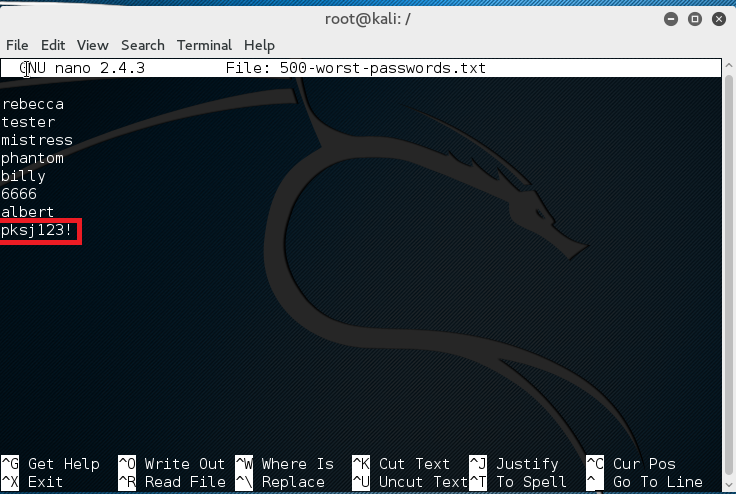 root@kali: /
File Edit View Search Terminal Help
GNU nano 2.4.3 File: 500-worst-passwords.txt
rebecca
tester
mistress
phantom
billy
6666
albert
pksj123!
^G Get Help ^O Write Out ^W Where Is ^K Cut Text ^J Justify ^C Cur Pos
^X Exit ^R Read File ^\ Replace ^U Uncut Text ^T To Spell ^_ Go To Line